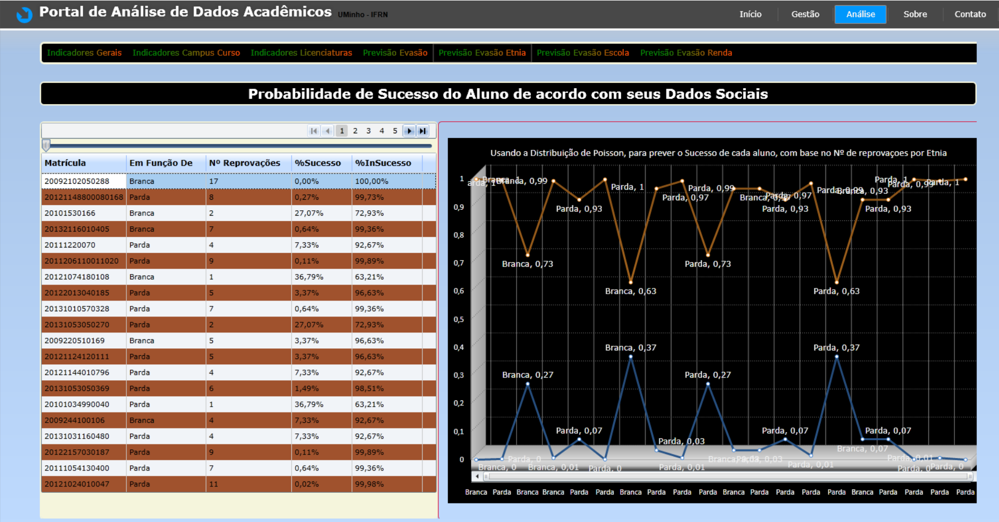 Portal de Análise de Dados Acadêmicos UMinho - IFRN
Início Gestão Análise Sobre Contato
Indicadores Gerais Indicadores Campus Curso Indicadores Licenciaturas Previsão Evasão Previsão Evasão Etnia Previsão Evasão Escola Previsão Evasão Renda
Probabilidade de Sucesso do Aluno de acordo com seus Dados Sociais
1 2 3 4 5
Matrícula Em Função De Nº Reprovações %Sucesso %InSucesso
20092102050288 Branca 17 0,00% 100,00%
20121148800080168 Parda 8 0,27% 99,73%
20101530166 Branca 2 27,07% 72,93%
20132116010405 Branca 7 0,64% 99,36%
20111220070 Parda 4 7,33% 92,67%
2011206110011020 Parda 9 0,11% 99,89%
20121074180108 Branca 1 36,79% 63,21%
20122013040185 Parda 5 3,37% 96,63%
20131010570328 Parda 7 0,64% 99,36%
20131053050270 Parda 2 27,07% 72,93%
2009220510169 Branca 5 3,37% 96,63%
20121124120111 Parda 5 3,37% 96,63%
20121144010796 Parda 4 7,33% 92,67%
20131053050369 Parda 6 1,49% 98,51%
20101034990040 Parda 1 36,79% 63,21%
2009244100106 Branca 4 7,33% 92,67%
20131031160480 Parda 4 7,33% 92,67%
20122157030187 Parda 9 0,11% 99,89%
20111054130400 Parda 7 0,64% 99,36%
20121024010047 Parda 11 0,02% 99,98%
Usando a Distribuição de Poisson, para prever o Sucesso de cada aluno, com base no Nº de reprovaçoes por Etnia
1
Branca, 1 Branca, 0,99 Parda, 1 Parda, 0,99 Parda, 0,97 Parda, 0,99 Branca, 0,93 Parda, 1 Parda, 0,99 Parda, 1
Parda, 0,97 Branca, 0,97
0,9
Parda, 0,93 Parda, 0,93 Parda, 0,93
0,8
0,7
Branca, 0,73 Parda, 0,73
0,6
Branca, 0,63 Parda, 0,63
0,5
0,4
Branca, 0,37 Parda, 0,37
0,3
Branca, 0,27 Parda, 0,27
0,2
0,1
Parda, 0,07 Parda, 0,07 Parda, 0,07
Parda, 0,03 Branca, 0,07
0
Parda, 0 Parda, 0,03 Parda, 0,01
Branca, 0 Branca, 0,01 Parda, 0 Parda, 0,01 Parda, 0,01 Parda, 0 Parda, 0
Branca Parda Branca Branca Parda Parda Branca Parda Parda Parda Branca Parda Parda Parda Parda Branca Parda Parda Parda Parda